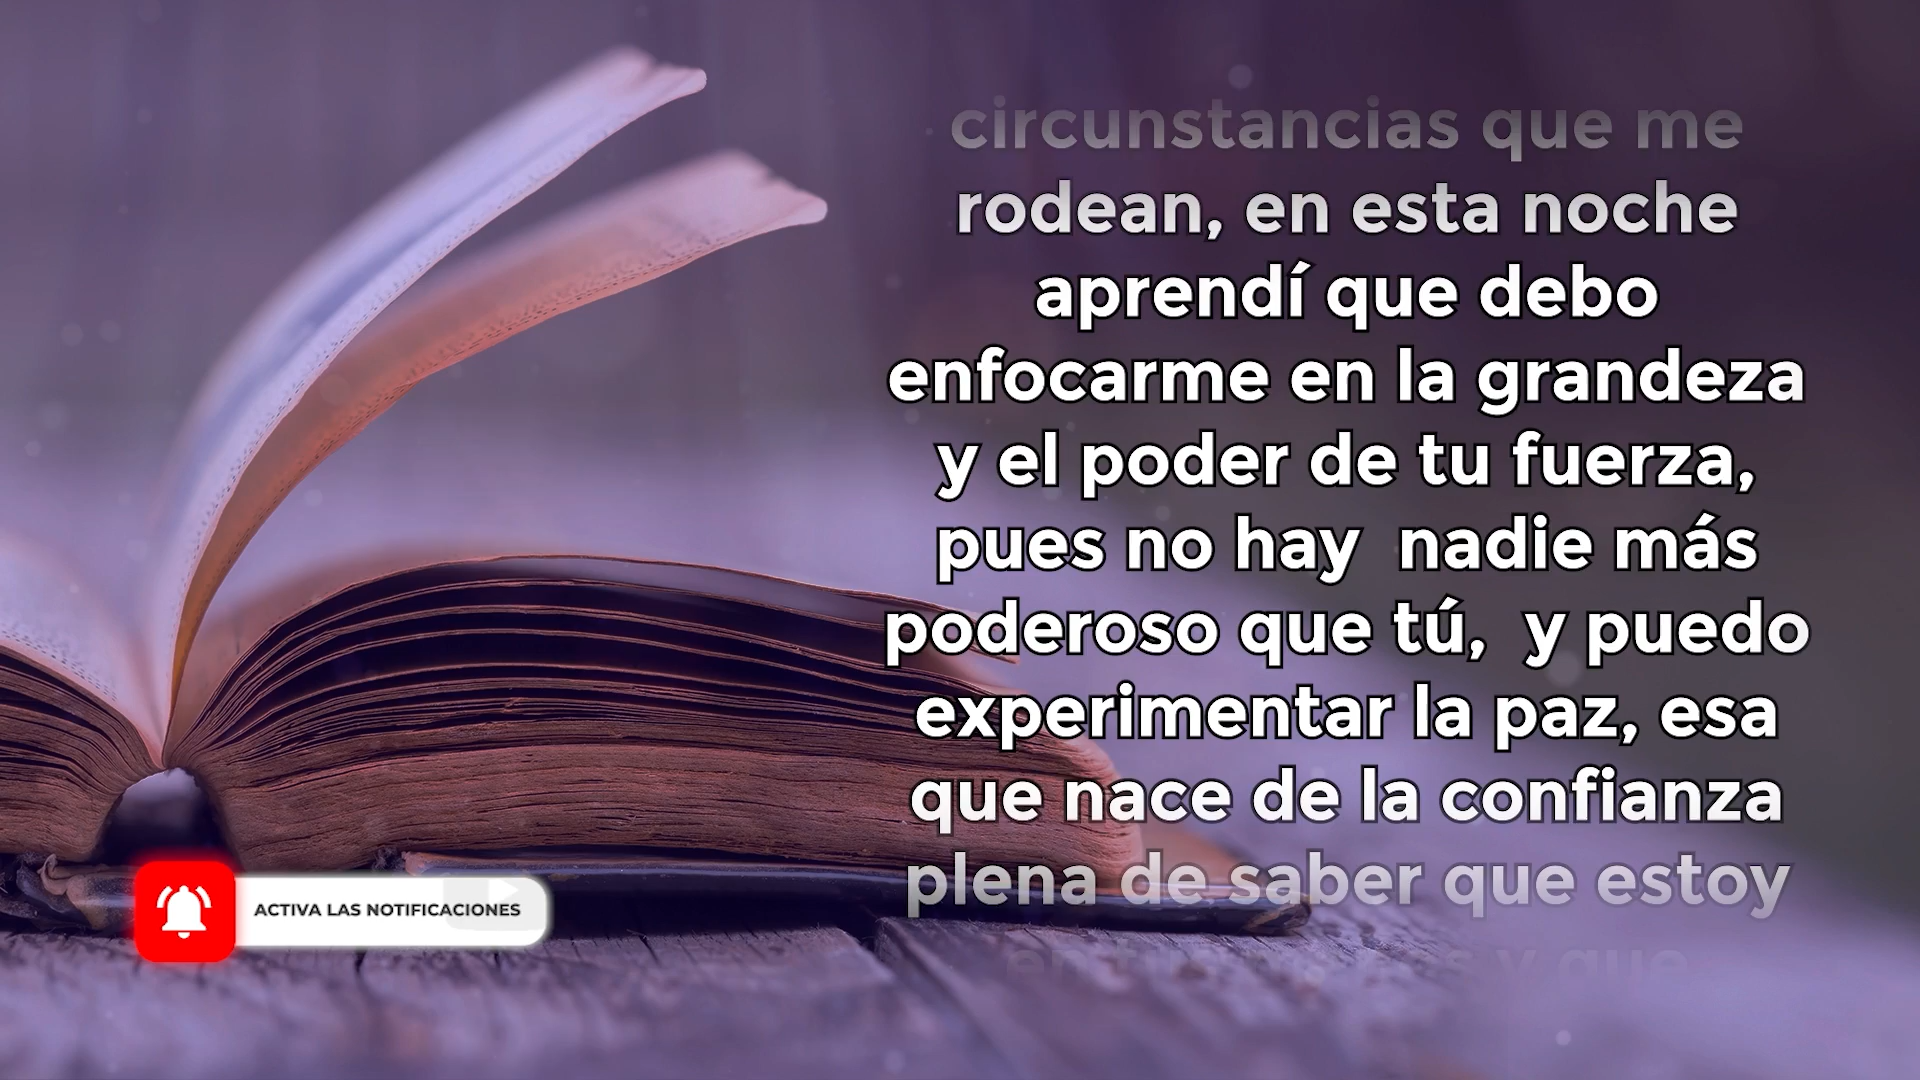 circunstancias que me
rodean, en esta noche
aprendí que debo
enfocarme en la grandeza
y el poder de tu fuerza,
pues no hay  nadie más
poderoso que tú,  y puedo
experimentar la paz, esa
que nace de la confianza
plena de saber que estoy
y que
ACTIVA LAS NOTIFICACIONES